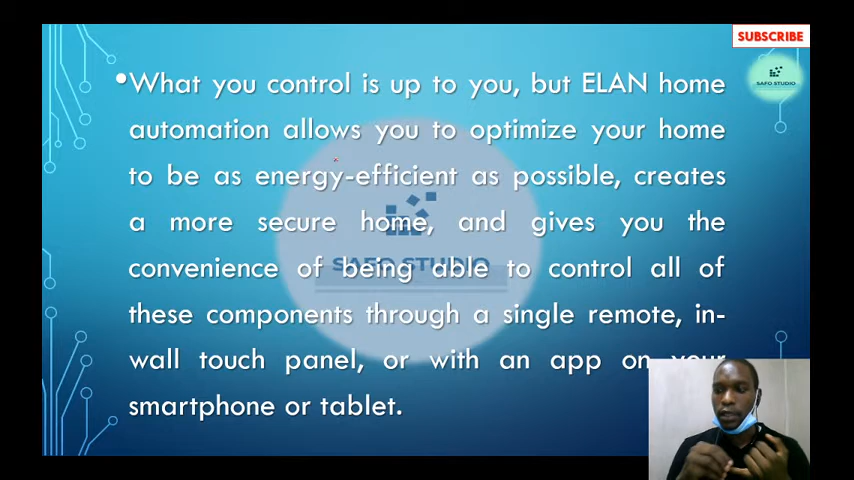 SUBSCRIBE
SAFO STUDIO
•What you control is up to you, but ELAN home
automation allows you to optimize your home
to be as energy-efficient as possible, creates
a more secure home, and gives you the
convenience of being able to control all of
these components through a single remote, in-
wall touch panel, or with an app on your
smartphone or tablet.
SAFO STUDIO